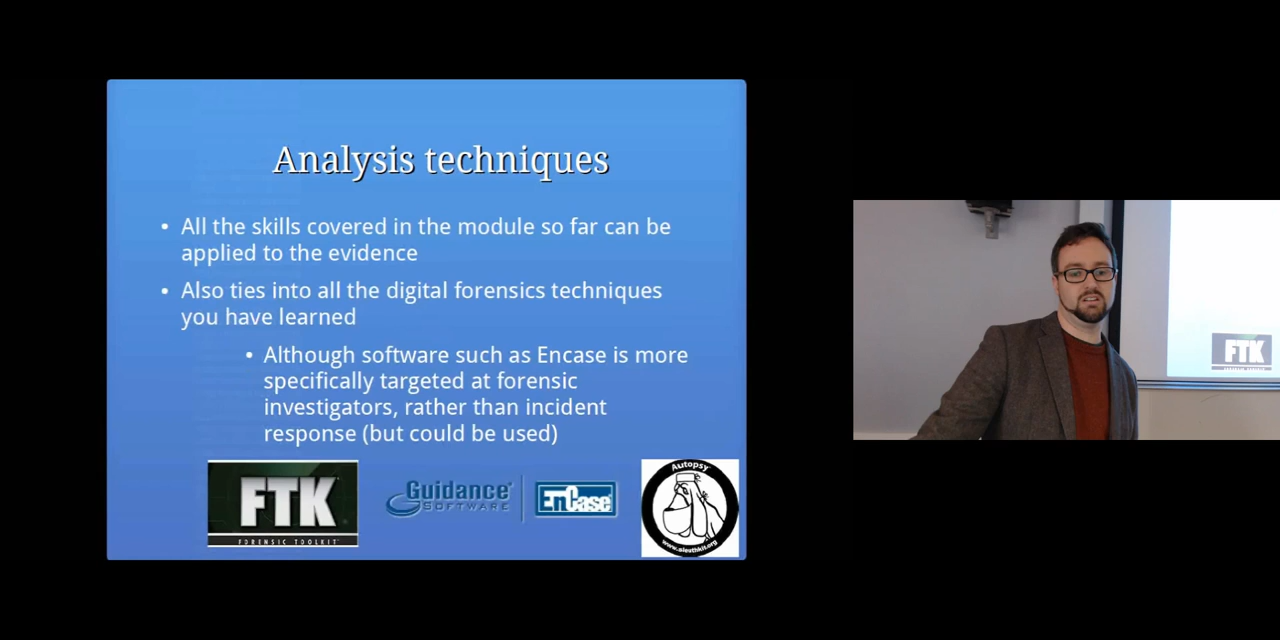 Analysis techniques
• All the skills covered in the module so far can be
applied to the evidence
• Also ties into all the digital forensics techniques
you have learned
• Although software such as Encase is more
specifically targeted at forensic
investigators, rather than incident
response (but could be used)
FTK
FORENSIC TOOLKIT
Guidance
SOFTWARE
EnCase
Autopsy
www.sleuthkit.org
FTK